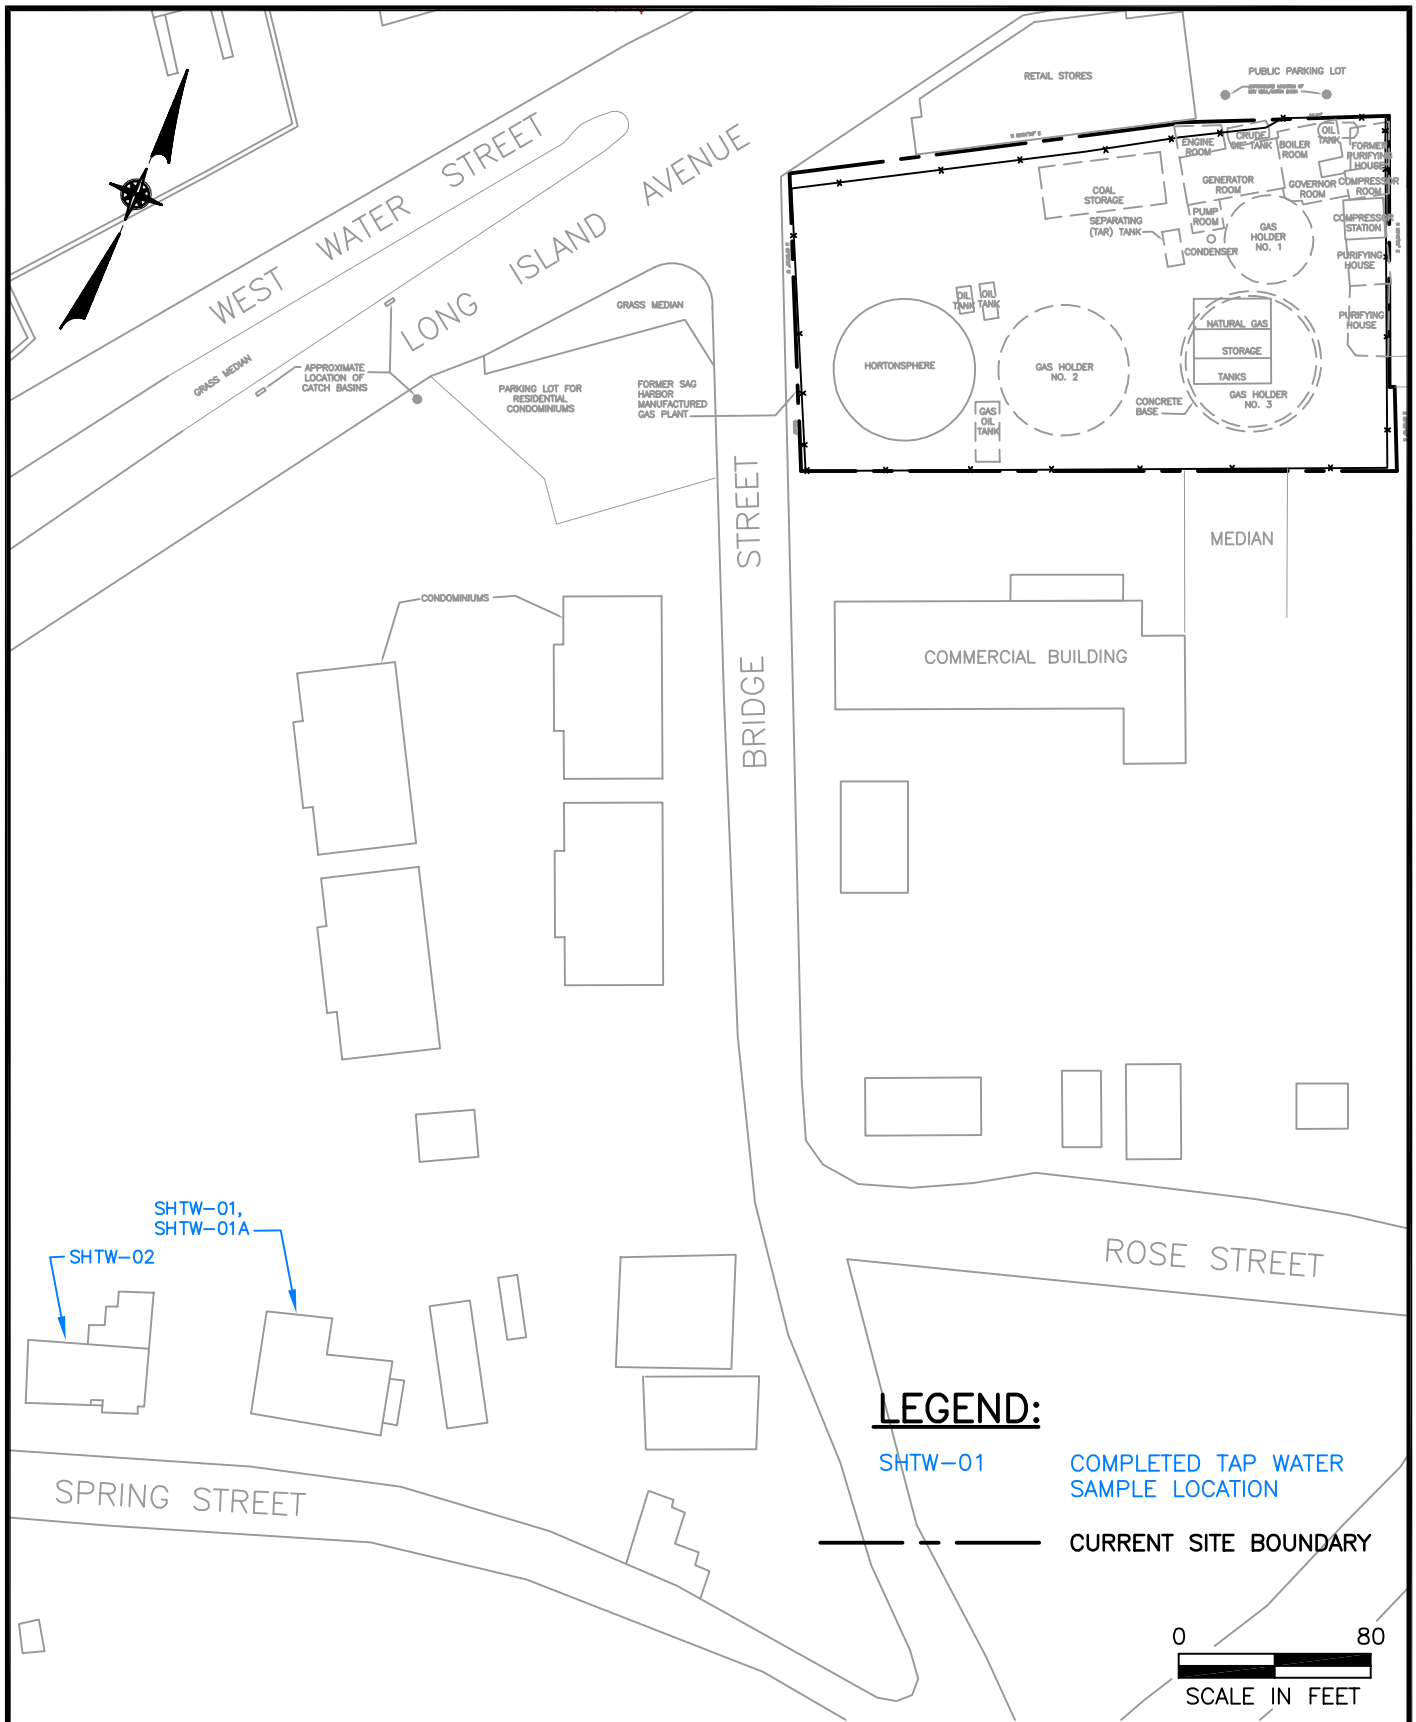 RETAIL STORES
PUBLIC PARKING LOT
WEST WATER STREET
LONG ISLAND AVENUE
ENGINE
ROOM
CRUDE
OIL TANK
BOILER
ROOM
OIL
TANK
FORMER
PURIFYING
HOUSE
COAL
STORAGE
GENERATOR
ROOM
GOVERNOR
ROOM
COMPRESSOR
ROOM
SEPARATING
(TAR) TANK
PUMP
ROOM
CONDENSER
GAS
HOLDER
NO. 1
COMPRESSOR
STATION
PURIFYING
HOUSE
PURIFYING
HOUSE
OIL
TANK
OIL
TANK
HORTONSPHERE
GAS HOLDER
NO. 2
NATURAL GAS
STORAGE
TANKS
GAS HOLDER
NO. 3
CONCRETE
BASE
GAS
OIL
TANK
GRASS MEDIAN
GRASS MEDIAN
APPROXIMATE
LOCATION OF
CATCH BASINS
PARKING LOT FOR
RESIDENTIAL
CONDOMINIUMS
FORMER SAG
HARBOR
MANUFACTURED
GAS PLANT
BRIDGE STREET
MEDIAN
CONDOMINIUMS
COMMERCIAL BUILDING
SHTW-01,
SHTW-01A
SHTW-02
ROSE STREET
SPRING STREET
LEGEND:
SHTW-01 COMPLETED TAP WATER
SAMPLE LOCATION
CURRENT SITE BOUNDARY
0 80
SCALE IN FEET